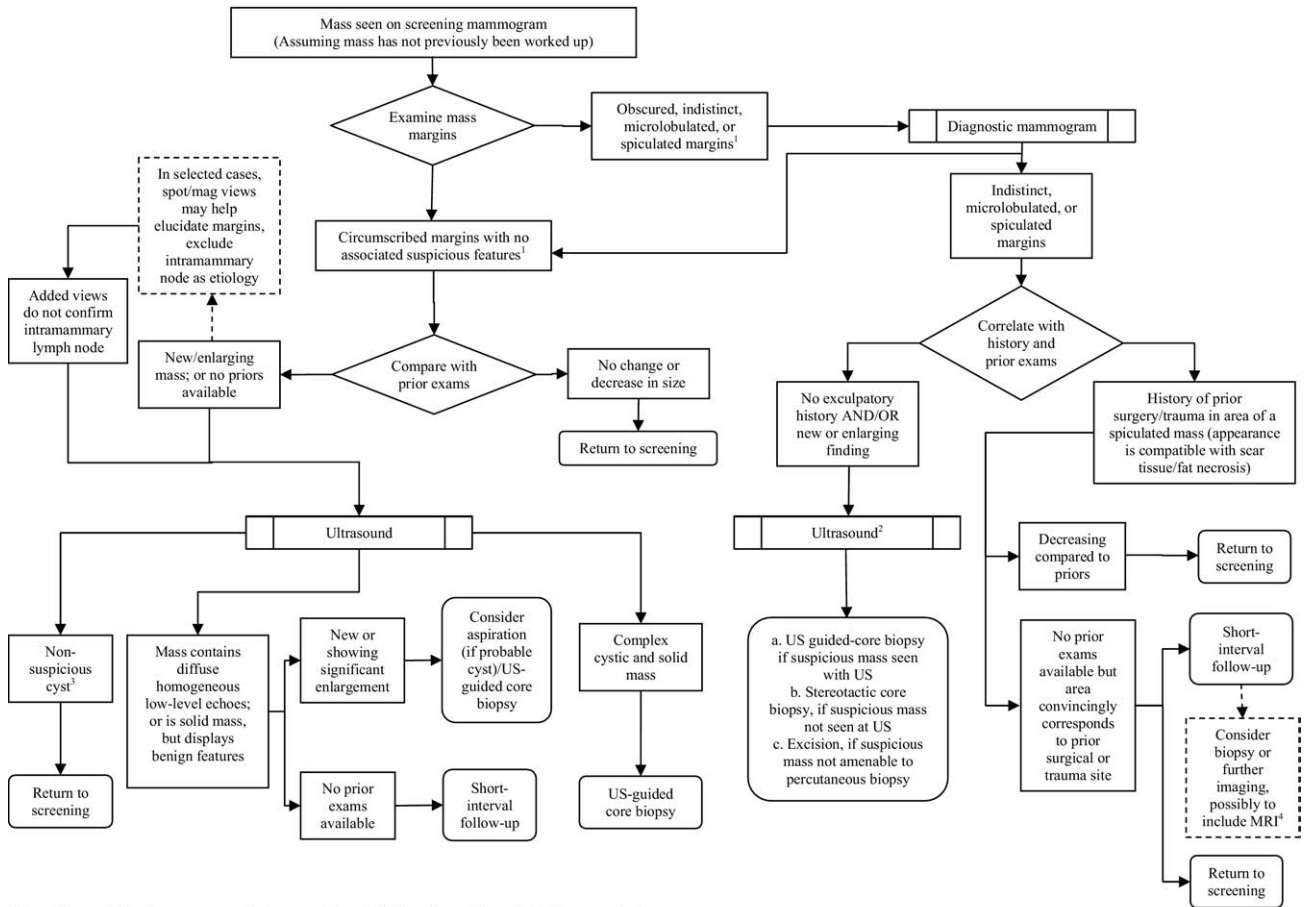 Mass seen on screening mammogram
(Assuming mass has not previously been worked up)
Examine mass
margins
Obscured, indistinct,
microlobulated, or
spiculated margins1
Diagnostic mammogram
In selected cases,
spot/mag views
may help
elucidate margins,
exclude
intramammary
node as etiology
Circumscribed margins with no
associated suspicious features1
Indistinct,
microlobulated, or
spiculated
margins
Added views
do not confirm
intramammary
lymph node
New/enlarging
mass; or no priors
available
Compare with
prior exams
No change or
decrease in size
Return to screening
Correlate with
history and
prior exams
No exculpatory
history AND/OR
new or enlarging
finding
History of prior
surgery/trauma in area of a
spiculated mass (appearance
is compatible with scar
tissue/fat necrosis)
Ultrasound
Ultrasound2
Decreasing
compared to
priors
Return to
screening
Non-
suspicious
cyst3
Return to
screening
Mass contains
diffuse
homogeneous
low-level echoes;
or is solid mass,
but displays
benign features
New or
showing
significant
enlargement
Consider
aspiration
(if probable
cyst)/US-
guided core
biopsy
No prior
exams
available
Short-
interval
follow-up
Complex
cystic and solid
mass
US-guided
core biopsy
a. US guided-core biopsy
if suspicious mass seen
with US
b. Stereotactic core
biopsy, if suspicious mass
not seen at US
c. Excision, if suspicious
mass not amenable to
percutaneous biopsy
No prior
exams
available but
area
convincingly
corresponds to
prior
surgical or
trauma site
Short-
interval
follow-up
Consider
biopsy or
further
imaging,
possibly to
include MRI4
Return to
screening